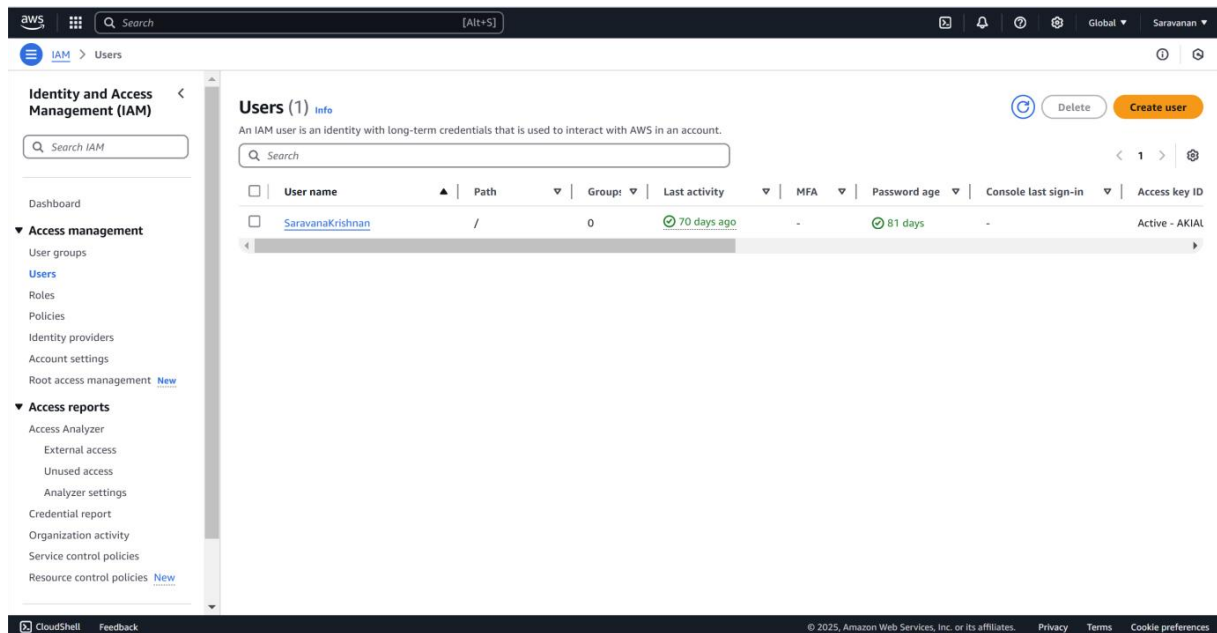 aws Search [Alt+S] Global Saravanan
IAM > Users
Identity and Access Management (IAM)
Search IAM
Dashboard
Access management
User groups
Users
Roles
Policies
Identity providers
Account settings
Root access management New
Access reports
Access Analyzer
External access
Unused access
Analyzer settings
Credential report
Organization activity
Service control policies
Resource control policies New
Users (1) Info
Delete
Create user
An IAM user is an identity with long-term credentials that is used to interact with AWS in an account.
Search
< 1 >
User name Path Groups Last activity MFA Password age Console last sign-in Access key ID
SaravanaKrishnan / 0 70 days ago - 81 days - Active - AKIAU
CloudShell Feedback © 2025, Amazon Web Services, Inc. or its affiliates. Privacy Terms Cookie preferences